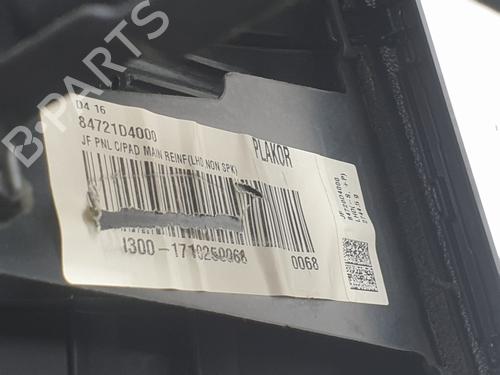 B-PARTS
D4 16
84721D4000
JF PNL C/PAD MAIN REINF(LHD,NON SPK)
PLAKOR
I300-1710250068
0068